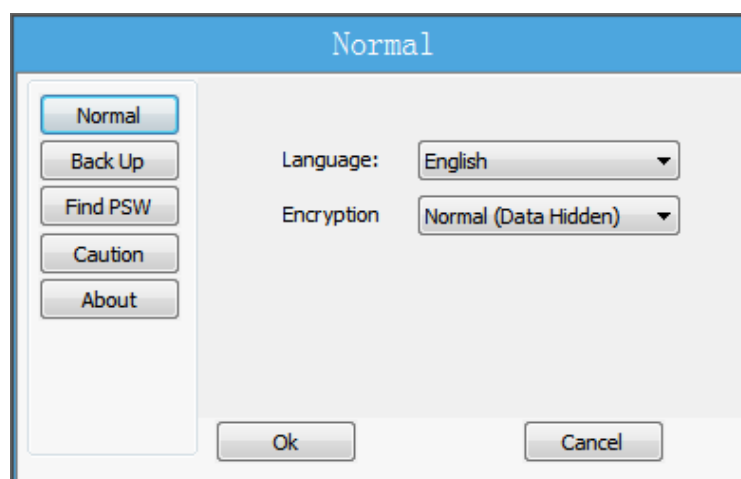 Normal
Normal
Back Up
Find PSW
Caution
About
Language: English
Encryption Normal (Data Hidden)
Ok Cancel